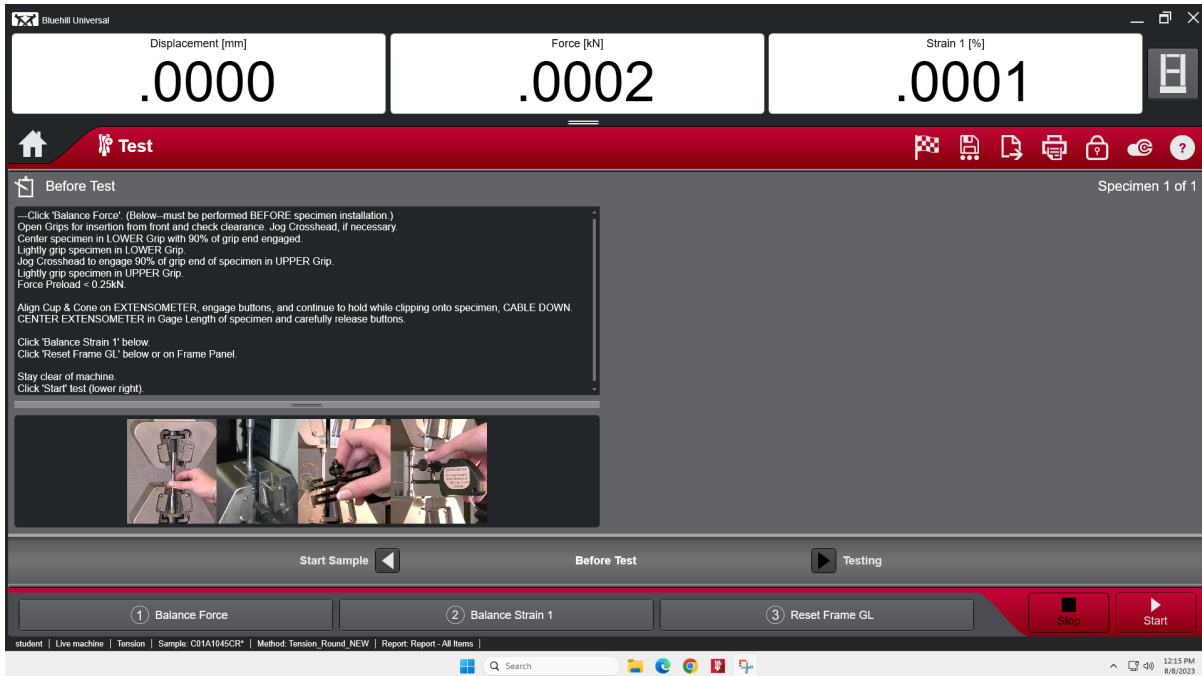 Bluehill Universal
Displacement [mm]
.0000
Force [kN]
.0002
Strain 1 [%]
.0001
Test
?
Before Test
Specimen 1 of 1
---Click 'Balance Force'. (Below--must be performed BEFORE specimen installation.)
Open Grips for insertion from front and check clearance. Jog Crosshead, if necessary.
Center specimen in LOWER Grip with 90% of grip end engaged.
Lightly grip specimen in LOWER Grip.
Jog Crosshead to engage 90% of grip end of specimen in UPPER Grip.
Lightly grip specimen in UPPER Grip.
Force Preload < 0.25kN.
Align Cup & Cone on EXTENSOMETER, engage buttons, and continue to hold while clipping onto specimen, CABLE DOWN.
CENTER EXTENSOMETER in Gage Length of specimen and carefully release buttons.
Click 'Balance Strain 1' below.
Click 'Reset Frame GL' below or on Frame Panel.
Stay clear of machine.
Click 'Start' test (lower right).
Start Sample
Before Test
Testing
1 Balance Force
2 Balance Strain 1
3 Reset Frame GL
Stop
Start
student | Live machine | Tension | Sample: C01A1045CR* | Method: Tension_Round_NEW | Report: Report - All Items |
Search
12:15 PM
8/8/2023